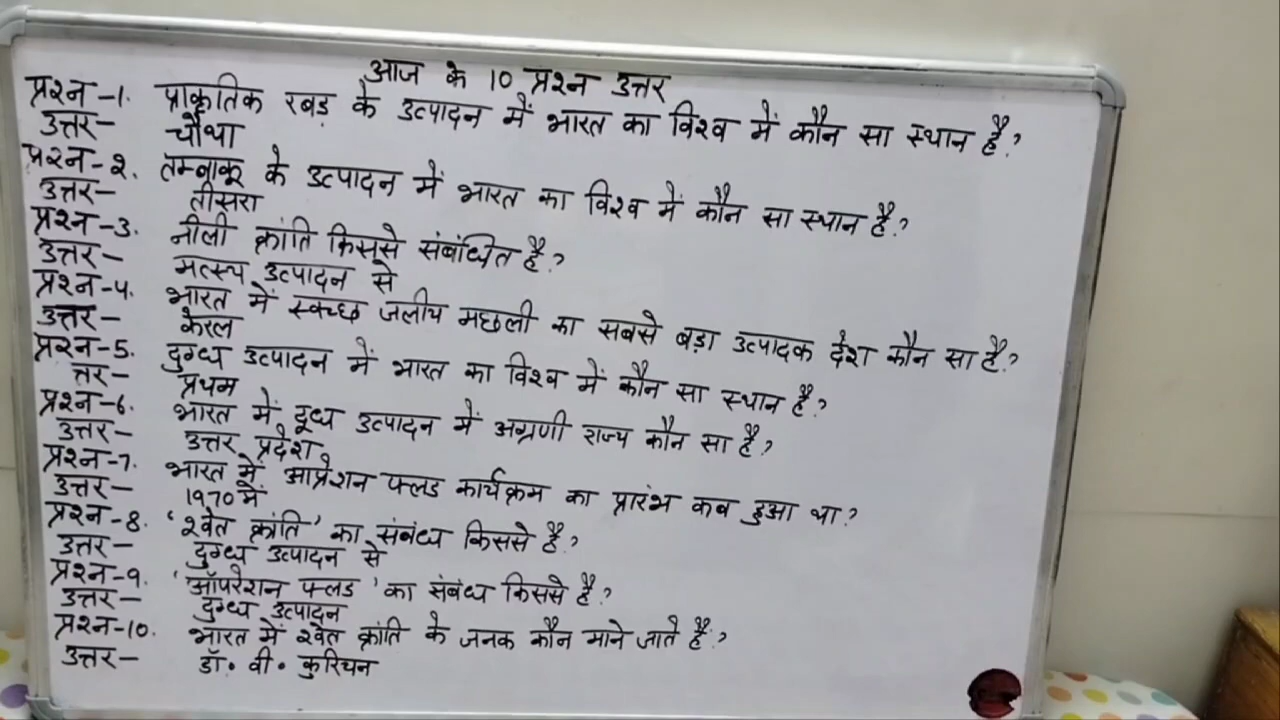 आज के 10 प्रश्न उत्तर
प्रश्न-1. प्राकृतिक रबड़ के उत्पादन में भारत का विश्व में कौन सा स्थान है?
उत्तर- चौथा
प्रश्न-2. तम्बाकू के उत्पादन में भारत का विश्व में कौन सा स्थान है?
उत्तर- तीसरा
प्रश्न-3. नीली क्रांति किससे संबंधित है?
उत्तर- मत्स्य उत्पादन से
प्रश्न-4. भारत में स्वच्छ जलीय मछली का सबसे बड़ा उत्पादक देश कौन सा है?
उत्तर- केरल
प्रश्न-5. दुग्ध उत्पादन में भारत का विश्व में कौन सा स्थान है?
त्तर- प्रथम
प्रश्न-6. भारत में दूध उत्पादन में अग्रणी राज्य कौन सा है?
उत्तर- उत्तर प्रदेश
प्रश्न-7. भारत में आप्रेशन फ्लड कार्यक्रम का प्रारंभ कब हुआ था?
उत्तर- 1970 में
प्रश्न-8. 'श्वेत क्रांति' का संबंध किससे है?
उत्तर- दुग्ध उत्पादन से
प्रश्न-9. 'ऑपरेशन फ्लड' का संबंध किससे है?
उत्तर- दुग्ध उत्पादन
प्रश्न-10. भारत में श्वेत क्रांति के जनक कौन माने जाते हैं?
उत्तर- डॉ. वी. कुरियन